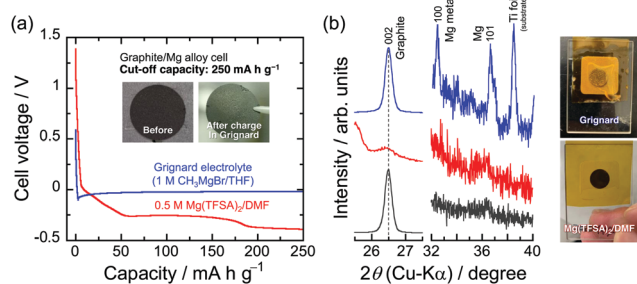 (a)
Graphite/Mg alloy cell
Cut-off capacity: 250 mA h g⁻¹
Before
After charge
in Grignard
Grignard electrolyte
(1 M CH₃MgBr/THF)
0.5 M Mg(TFSA)₂/DMF
Cell voltage / V
1.5
1.0
0.5
0
-0.5
0
50
100
150
200
250
Capacity / mA h g⁻¹
(b)
002
Graphite
100
Mg meta
Mg
101
Ti fo
(substrat
Intensity / arb. units
26
27
32
34
36
38
40
2θ (Cu-Kα) / degree
Grignard
Mg(TFSA)₂/DMF